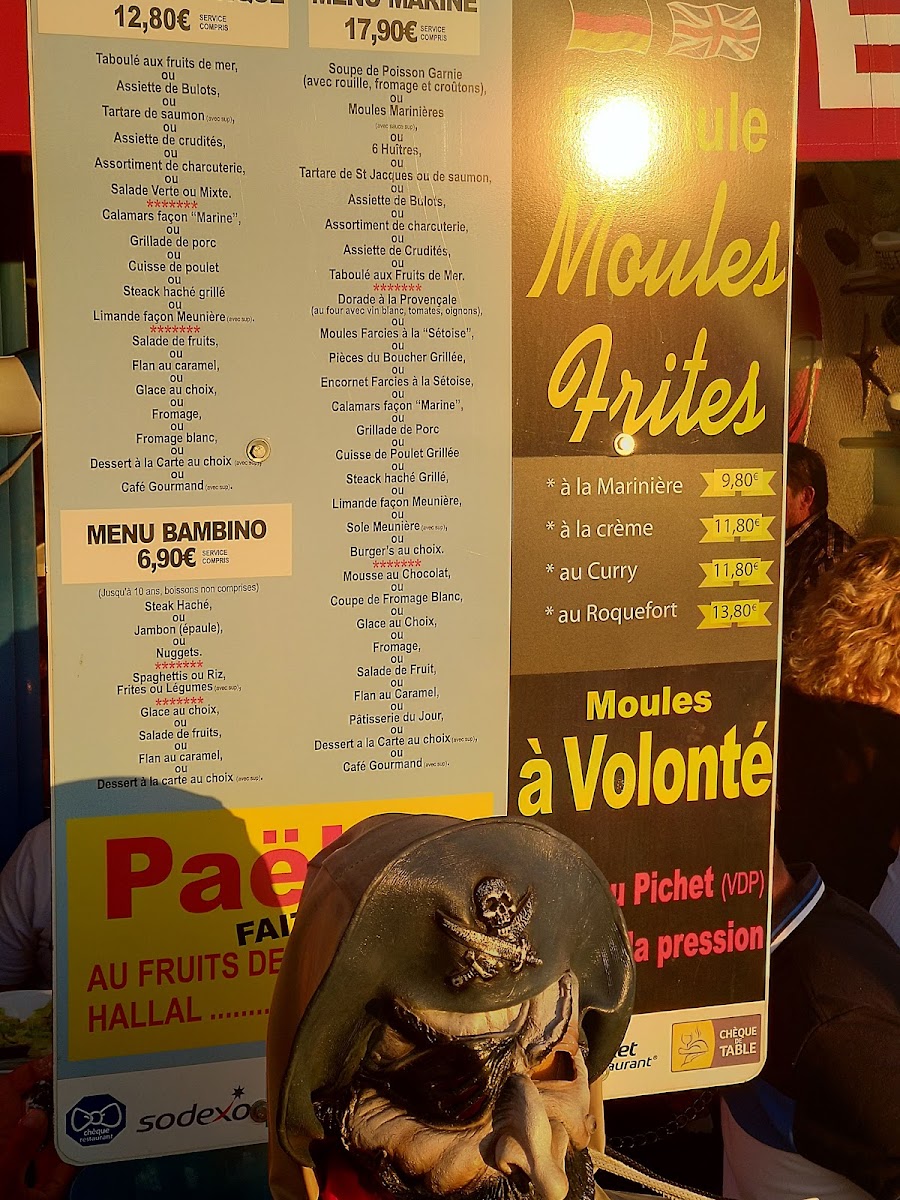 12,80€ SERVICE COMPRIS
Taboulé aux fruits de mer,
ou
Assiette de Bulots,
ou
Tartare de saumon (avec sup),
ou
Assiette de crudités,
ou
Assortiment de charcuterie,
ou
Salade Verte ou Mixte.
*******
Calamars façon "Marine",
ou
Grillade de porc
ou
Cuisse de poulet
ou
Steack haché grillé
ou
Limande façon Meunière (avec sup).
*******
Salade de fruits,
ou
Flan au caramel,
ou
Glace au choix,
ou
Fromage,
ou
Fromage blanc,
ou
Dessert à la Carte au choix (avec sup)
ou
Café Gourmand (avec sup).
MENU BAMBINO
6,90€ SERVICE COMPRIS
(Jusqu'à 10 ans, boissons non comprises)
Steak Haché,
ou
Jambon (épaule),
ou
Nuggets.
*******
Spaghettis ou Riz,
Frites ou Légumes (avec sup),
*******
Glace au choix,
ou
Salade de fruits,
ou
Flan au caramel,
ou
Dessert à la carte au choix (avec sup).
MENU MARINE
17,90€ SERVICE COMPRIS
Soupe de Poisson Garnie
(avec rouille, fromage et croûtons),
ou
Moules Marinières
(avec sauce sup),
ou
6 Huîtres,
ou
Tartare de St Jacques ou de saumon,
ou
Assiette de Bulots,
ou
Assortiment de charcuterie,
ou
Assiette de Crudités,
ou
Taboulé aux Fruits de Mer.
*******
Dorade à la Provençale
(au four avec vin blanc, tomates, oignons),
ou
Moules Farcies à la "Sétoise",
ou
Pièces du Boucher Grillée,
ou
Encornet Farcies à la Sétoise,
ou
Calamars façon "Marine",
ou
Grillade de Porc
ou
Cuisse de Poulet Grillée
ou
Steack haché Grillé,
ou
Limande façon Meunière,
ou
Sole Meunière (avec sup),
ou
Burger's au choix.
*******
Mousse au Chocolat,
ou
Coupe de Fromage Blanc,
ou
Glace au Choix,
ou
Fromage,
ou
Salade de Fruit,
ou
Flan au Caramel,
ou
Pâtisserie du Jour,
ou
Dessert a la Carte au choix (avec sup),
ou
Café Gourmand (avec sup).
Moules
Frites
* à la Marinière 9,80€
* à la crème 11,80€
* au Curry 11,80€
* au Roquefort 13,80€
Moules
à Volonté
Pichet (VDP)
la pression
AU FRUITS DE
HALLAL ........
chèque restaurant
sodexo
CHÈQUE DE TABLE